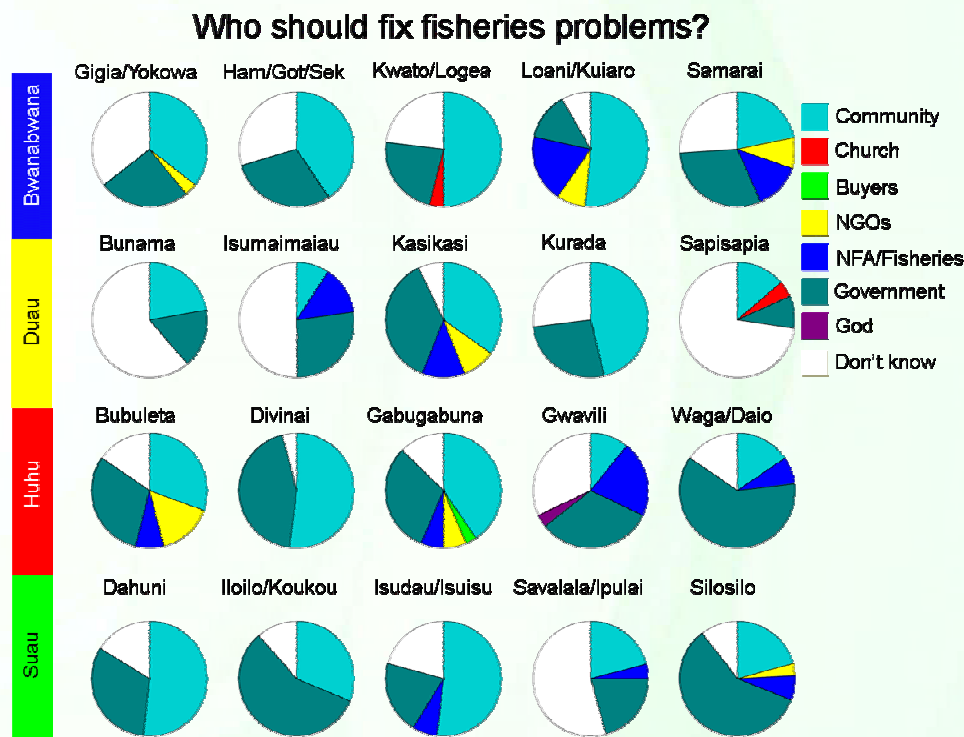 Who should fix fisheries problems?
Bwanabwana
Gigia/Yokowa Ham/Got/Sek Kwato/Logea Loani/Kuiaro Samarai
Duau
Bunama Isumaimaiau Kasikasi Kurada Sapisapia
Huhu
Bubuleta Divinai Gabugabuna Gwavili Waga/Daio
Suau
Dahuni Iloilo/Koukou Isudau/Isuisu Savalala/Ipulai Silosilo
Community
Church
Buyers
NGOs
NFA/Fisheries
Government
God
Don't know